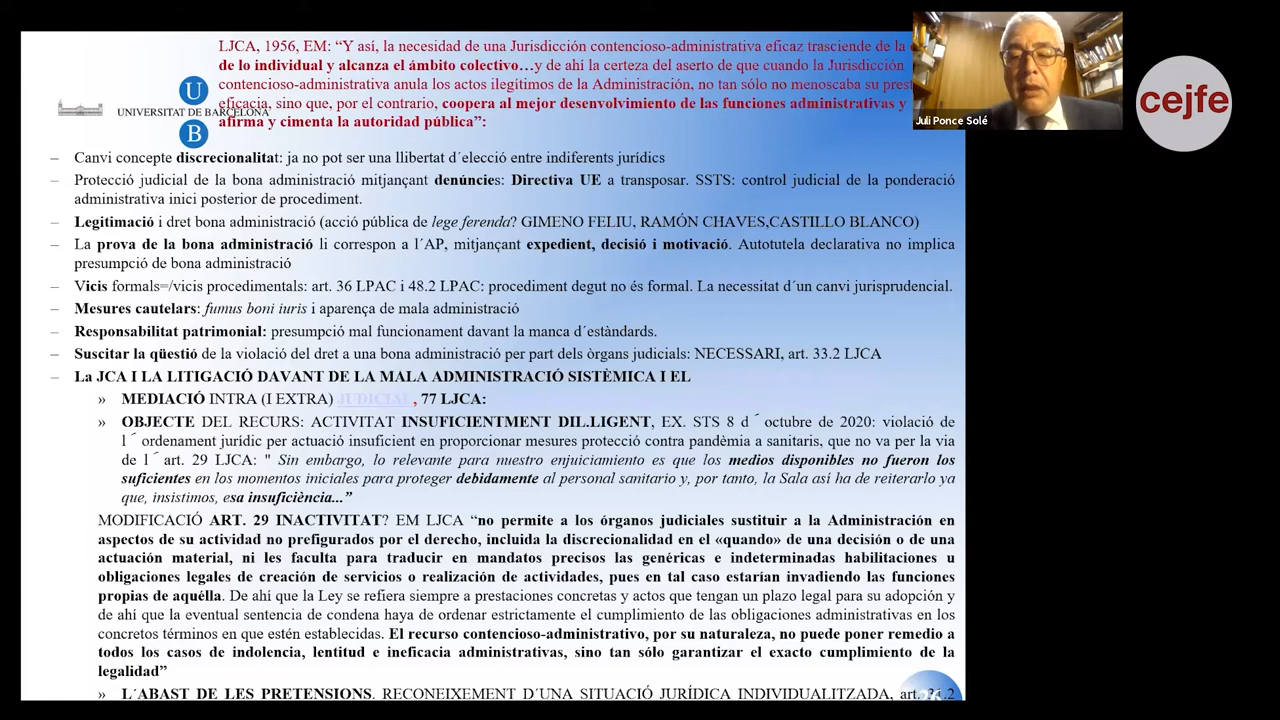 LJCA, 1956, EM: “Y así, la necesidad de una Jurisdicción contencioso-administrativa eficaz trasciende de la
de lo individual y alcanza el ámbito colectivo…y de ahí la certeza del aserto de que cuando la Jurisdicción
contencioso-administrativa anula los actos ilegítimos de la Administración, no tan sólo no menoscaba su
eficacia, sino que, por el contrario, coopera al mejor desenvolvimiento de las funciones administrativas y
afirma y cimenta la autoridad pública”:
U
UNIVERSITAT DE BARCELONA
B
Juli Ponce Solé
cejfe
– Canvi concepte discrecionalitat: ja no pot ser una llibertat d´elecció entre indiferents jurídics
– Protecció judicial de la bona administració mitjançant denúncies: Directiva UE a transposar. SSTS: control judicial de la ponderació
administrativa inici posterior de procediment.
– Legitimació i dret bona administració (acció pública de lege ferenda? GIMENO FELIU, RAMÓN CHAVES,CASTILLO BLANCO)
– La prova de la bona administració li correspon a l´AP, mitjançant expedient, decisió i motivació. Autotutela declarativa no implica
presumpció de bona administració
– Vicis formals=/vicis procedimentals: art. 36 LPAC i 48.2 LPAC: procediment degut no és formal. La necessitat d´un canvi jurisprudencial.
– Mesures cautelars: fumus boni iuris i aparença de mala administració
– Responsabilitat patrimonial: presumpció mal funcionament davant la manca d´estàndards.
– Suscitar la qüestió de la violació del dret a una bona administració per part dels òrgans judicials: NECESSARI, art. 33.2 LJCA
– La JCA I LA LITIGACIÓ DAVANT DE LA MALA ADMINISTRACIÓ SISTÈMICA I EL
» MEDIACIÓ INTRA (I EXTRA) JUDICIAL, 77 LJCA:
» OBJECTE DEL RECURS: ACTIVITAT INSUFICIENTMENT DIL.LIGENT, EX. STS 8 d´octubre de 2020: violació de
l´ordenament jurídic per actuació insuficient en proporcionar mesures protecció contra pandèmia a sanitaris, que no va per la via
de l´art. 29 LJCA: " Sin embargo, lo relevante para nuestro enjuiciamiento es que los medios disponibles no fueron los
suficientes en los momentos iniciales para proteger debidamente al personal sanitario y, por tanto, la Sala así ha de reiterarlo ya
que, insistimos, esa insuficiència...”
MODIFICACIÓ ART. 29 INACTIVITAT? EM LJCA “no permite a los órganos judiciales sustituir a la Administración en
aspectos de su actividad no prefigurados por el derecho, incluida la discrecionalidad en el «quando» de una decisión o de una
actuación material, ni les faculta para traducir en mandatos precisos las genéricas e indeterminadas habilitaciones u
obligaciones legales de creación de servicios o realización de actividades, pues en tal caso estarían invadiendo las funciones
propias de aquélla. De ahí que la Ley se refiera siempre a prestaciones concretas y actos que tengan un plazo legal para su adopción y
de ahí que la eventual sentencia de condena haya de ordenar estrictamente el cumplimiento de las obligaciones administrativas en los
concretos términos en que estén establecidas. El recurso contencioso-administrativo, por su naturaleza, no puede poner remedio a
todos los casos de indolencia, lentitud e ineficacia administrativas, sino tan sólo garantizar el exacto cumplimiento de la
legalidad”
» L´ABAST DE LES PRETENSIONS. RECONEIXEMENT D´UNA SITUACIÓ JURÍDICA INDIVIDUALITZADA, art.